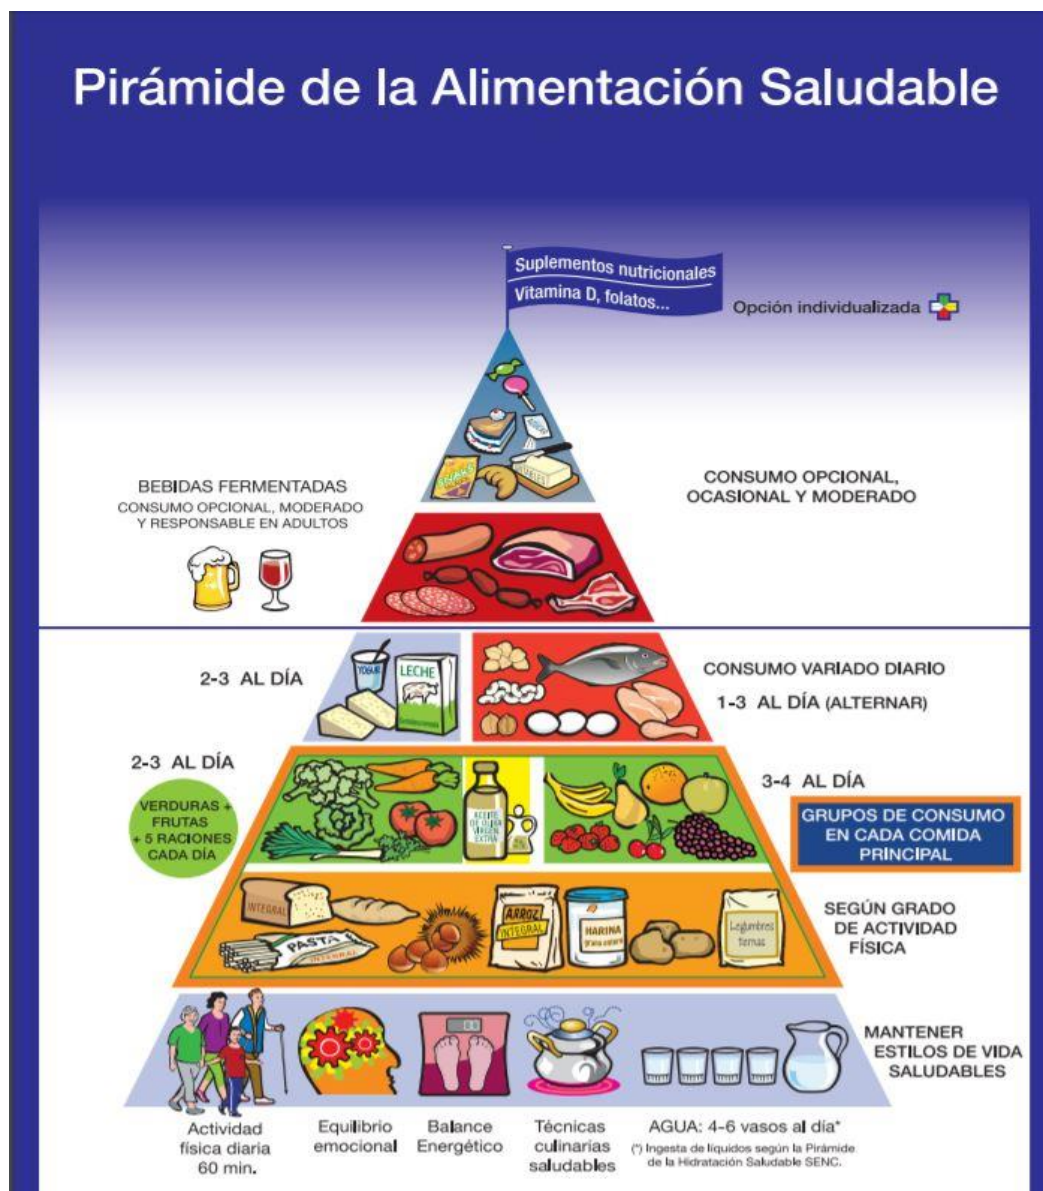 Pirámide de la Alimentación Saludable
Suplementos nutricionales
Vitamina D, folatos...
Opción individualizada
BEBIDAS FERMENTADAS
CONSUMO OPCIONAL, MODERADO
Y RESPONSABLE EN ADULTOS
CONSUMO OPCIONAL,
OCASIONAL Y MODERADO
2-3 AL DÍA
YOGUR
LECHE
CONSUMO VARIADO DIARIO
1-3 AL DÍA (ALTERNAR)
2-3 AL DÍA
VERDURAS +
FRUTAS
+ 5 RACIONES
CADA DÍA
ACEITE
DE OLIVA
VIRGEN
EXTRA
3-4 AL DÍA
GRUPOS DE CONSUMO
EN CADA COMIDA
PRINCIPAL
INTEGRAL
PASTA
INTEGRAL
ARROZ
INTEGRAL
HARINA
Legumbres
tiernas
SEGÚN GRADO
DE ACTIVIDAD
FÍSICA
MANTENER
ESTILOS DE VIDA
SALUDABLES
Actividad
física diaria
60 min.
Equilibrio
emocional
Balance
Energético
Técnicas
culinarias
saludables
AGUA: 4-6 vasos al día*
(*) Ingesta de líquidos según la Pirámide
de la Hidratación Saludable SENC.